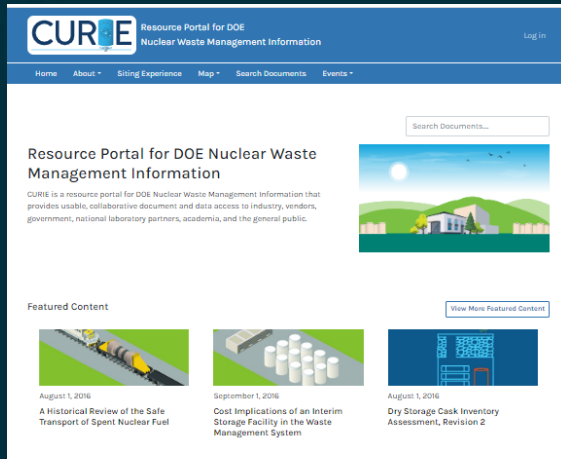 CURIE
Resource Portal for DOE
Nuclear Waste Management Information
Log in
Home About Siting Experience Map Search Documents Events
Search Documents...
Resource Portal for DOE Nuclear Waste
Management Information
CURIE is a resource portal for DOE Nuclear Waste Management Information that
provides usable, collaborative document and data access to industry, vendors,
government, national laboratory partners, academia, and the general public.
Featured Content
View More Featured Content
August 1, 2016
A Historical Review of the Safe
Transport of Spent Nuclear Fuel
September 1, 2016
Cost Implications of an Interim
Storage Facility in the Waste
Management System
August 1, 2016
Dry Storage Cask Inventory
Assessment, Revision 2